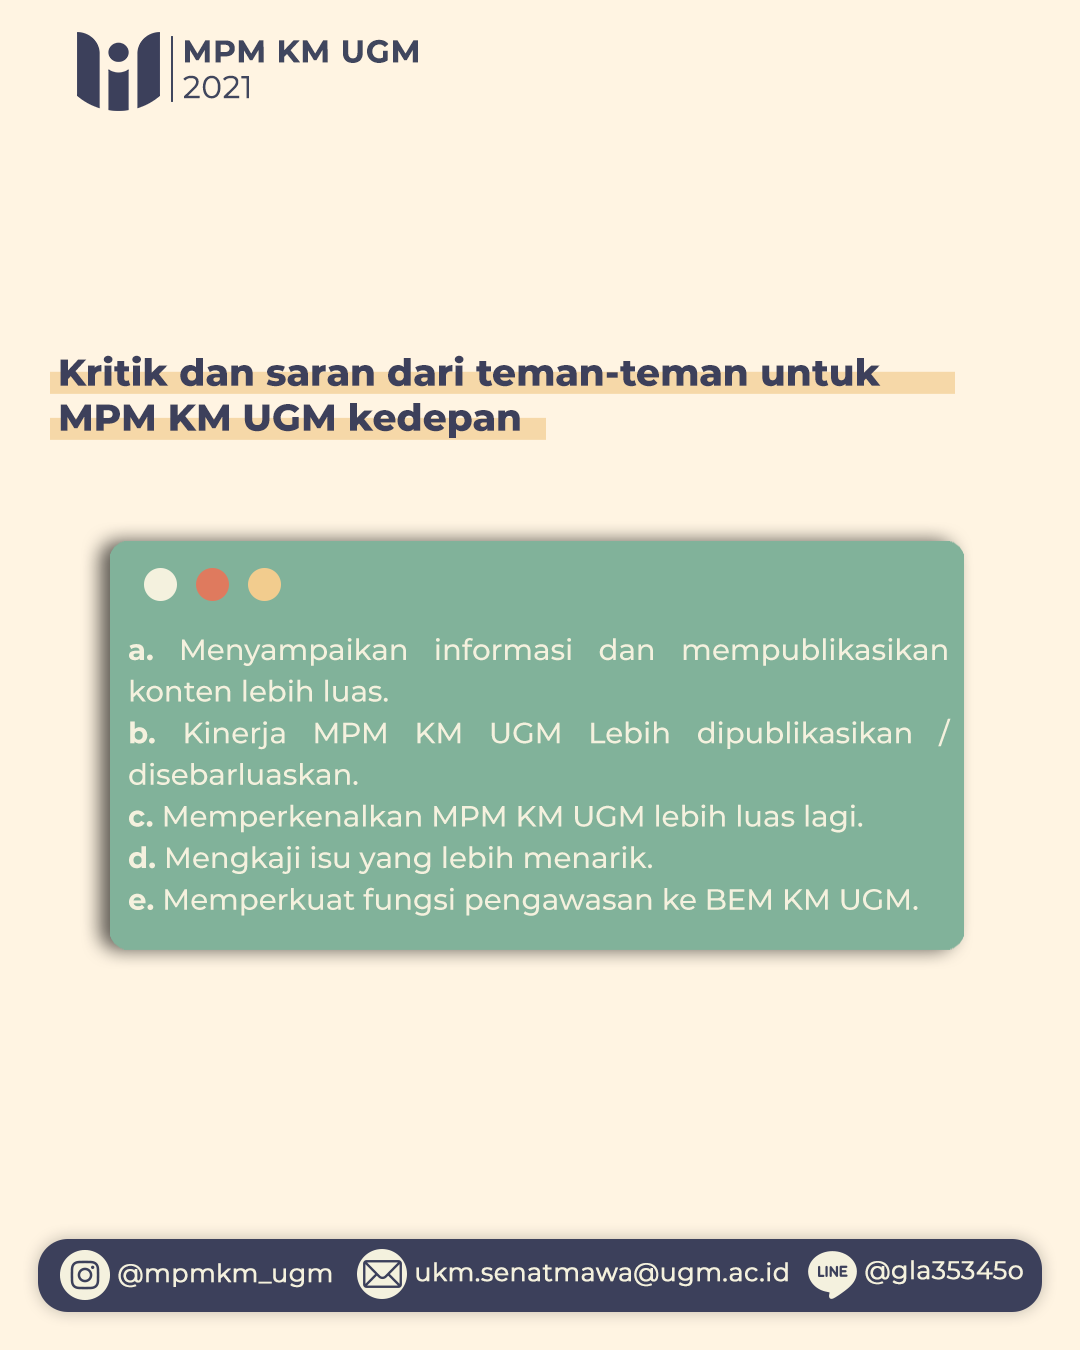 MPM KM UGM
2021
Kritik dan saran dari teman-teman untuk
MPM KM UGM kedepan
a. Menyampaikan informasi dan mempublikasikan
konten lebih luas.
b. Kinerja MPM KM UGM Lebih dipublikasikan /
disebarluaskan.
c. Memperkenalkan MPM KM UGM lebih luas lagi.
d. Mengkaji isu yang lebih menarik.
e. Memperkuat fungsi pengawasan ke BEM KM UGM.
@mpmkm_ugm ukm.senatmawa@ugm.ac.id LINE @gla35345o